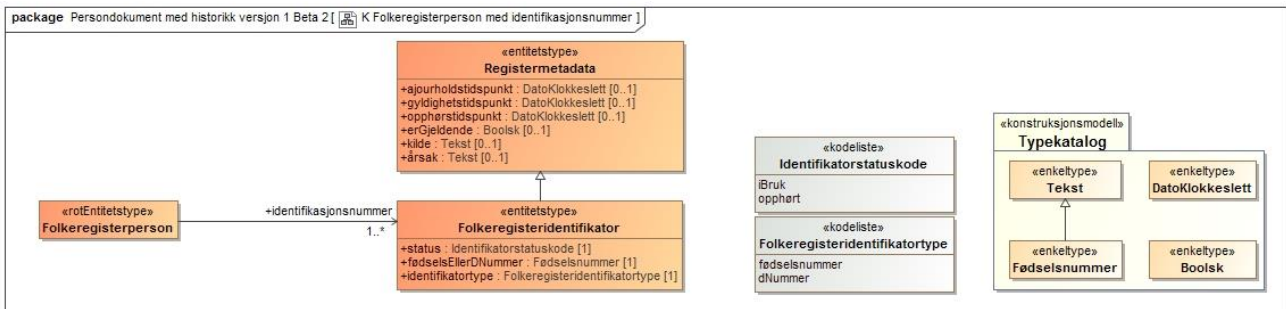 package Persondokument med historikk versjon 1 Beta 2 [ K Folkeregisterperson med identifikasjonsnummer ]
«entitetstype»
Registermetadata
+ajourholdstidspunkt : DatoKlokkeslett [0..1]
+gyldighetstidspunkt : DatoKlokkeslett [0..1]
+opphørstidspunkt : DatoKlokkeslett [0..1]
+erGjeldende : Boolsk [0..1]
+kilde : Tekst [0..1]
+årsak : Tekst [0..1]
«rotEntitetstype»
Folkeregisterperson
+identifikasjonsnummer
1..*
«entitetstype»
Folkeregisteridentifikator
+status : Identifikatorstatuskode [1]
+fødselsEllerDNummer : Fødselsnummer [1]
+identifikatortype : Folkeregisteridentifikatortype [1]
«kodeliste»
Identifikatorstatuskode
iBruk
opphørt
«kodeliste»
Folkeregisteridentifikatortype
fødselsnummer
dNummer
«konstruksjonsmodell»
Typekatalog
«enkeltype»
Tekst
«enkeltype»
DatoKlokkeslett
«enkeltype»
Fødselsnummer
«enkeltype»
Boolsk